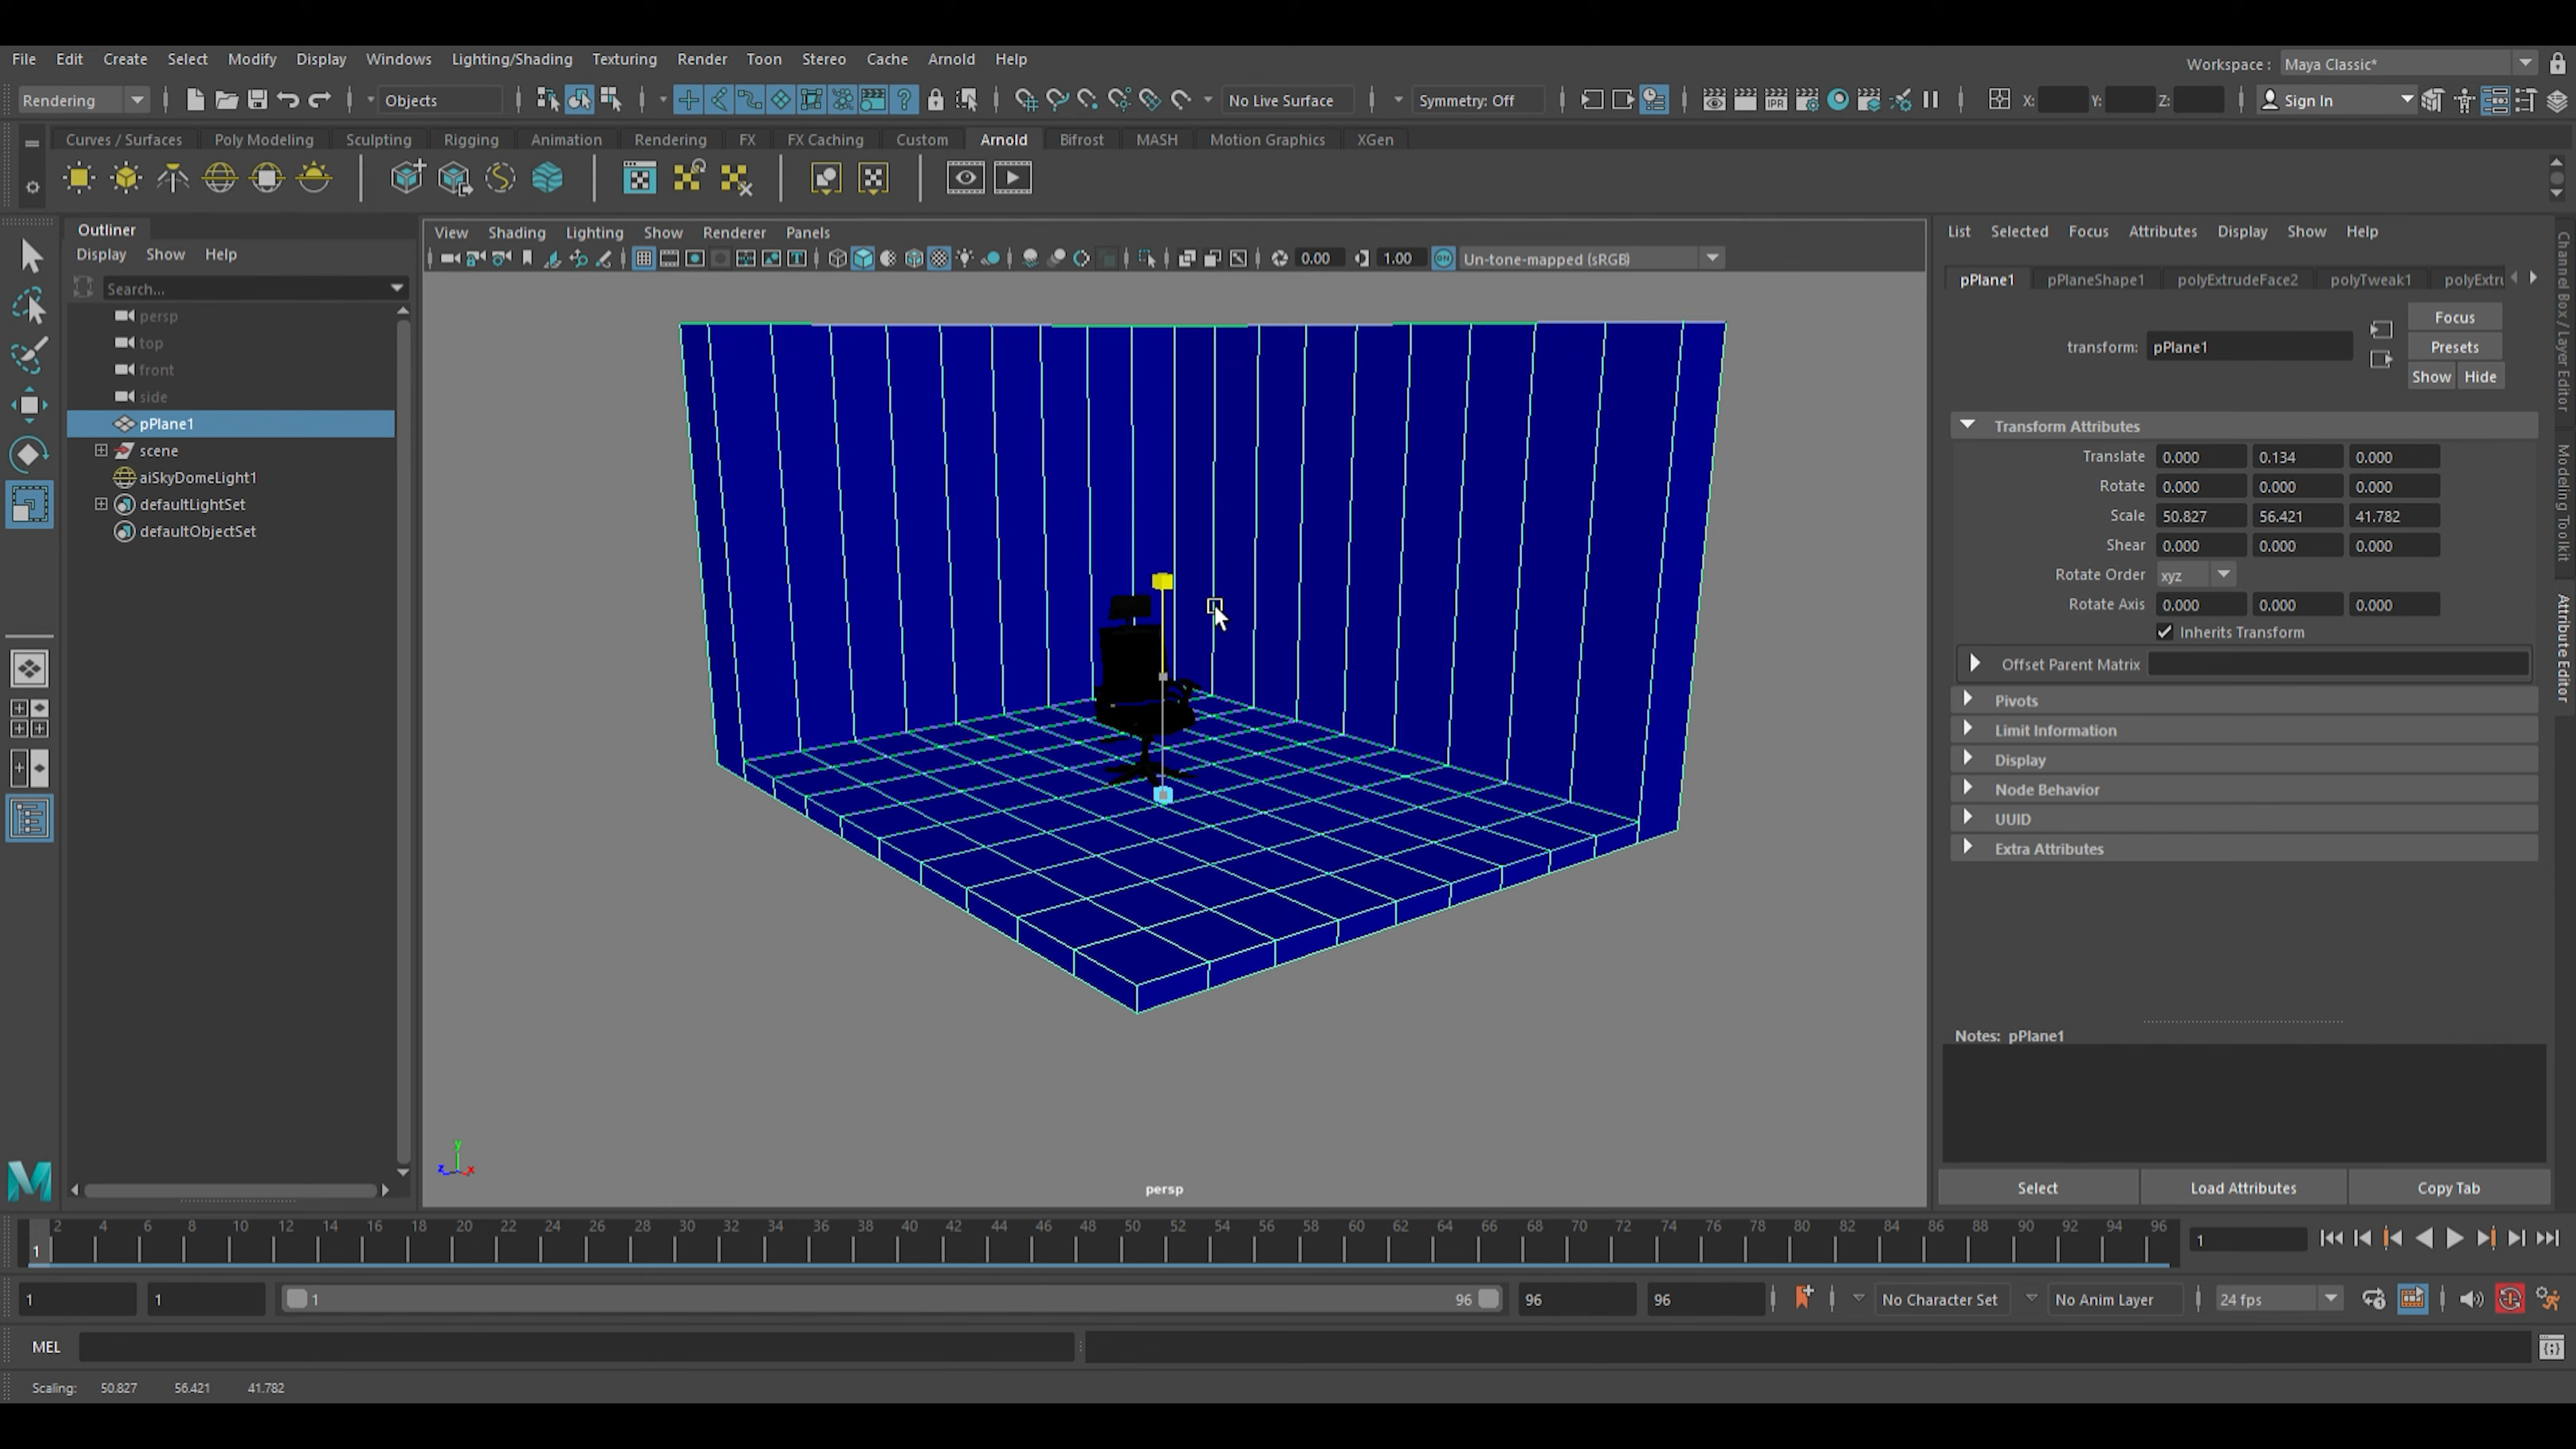 File Edit Create Select Modify Display Windows Lighting/Shading Texturing Render Toon Stereo Cache Arnold Help
Workspace : Maya Classic*
Rendering Objects No Live Surface Symmetry: Off IPR X: Y: Z: Sign In
Curves / Surfaces Poly Modeling Sculpting Rigging Animation Rendering FX FX Caching Custom Arnold Bifrost MASH Motion Graphics XGen
Outliner
Display Show Help
Search...
persp
top
front
side
pPlane1
scene
aiSkyDomeLight1
defaultLightSet
defaultObjectSet
View Shading Lighting Show Renderer Panels
0.00 1.00 ON Un-tone-mapped (sRGB)
y
z x
persp
List Selected Focus Attributes Display Show Help
pPlane1 pPlaneShape1 polyExtrudeFace2 polyTweak1 polyExtru
transform: pPlane1
Focus
Presets
Show Hide
Transform Attributes
Translate 0.000 0.134 0.000
Rotate 0.000 0.000 0.000
Scale 50.827 56.421 41.782
Shear 0.000 0.000 0.000
Rotate Order xyz
Rotate Axis 0.000 0.000 0.000
Inherits Transform
Offset Parent Matrix
Pivots
Limit Information
Display
Node Behavior
UUID
Extra Attributes
Notes: pPlane1
Select Load Attributes Copy Tab
Channel Box / Layer Editor
Modeling Toolkit
Attribute Editor
2 4 6 8 10 12 14 16 18 20 22 24 26 28 30 32 34 36 38 40 42 44 46 48 50 52 54 56 58 60 62 64 66 68 70 72 74 76 78 80 82 84 86 88 90 92 94 96
1 1
1 1 1 96 96 96 No Character Set No Anim Layer 24 fps
MEL
Scaling: 50.827 56.421 41.782